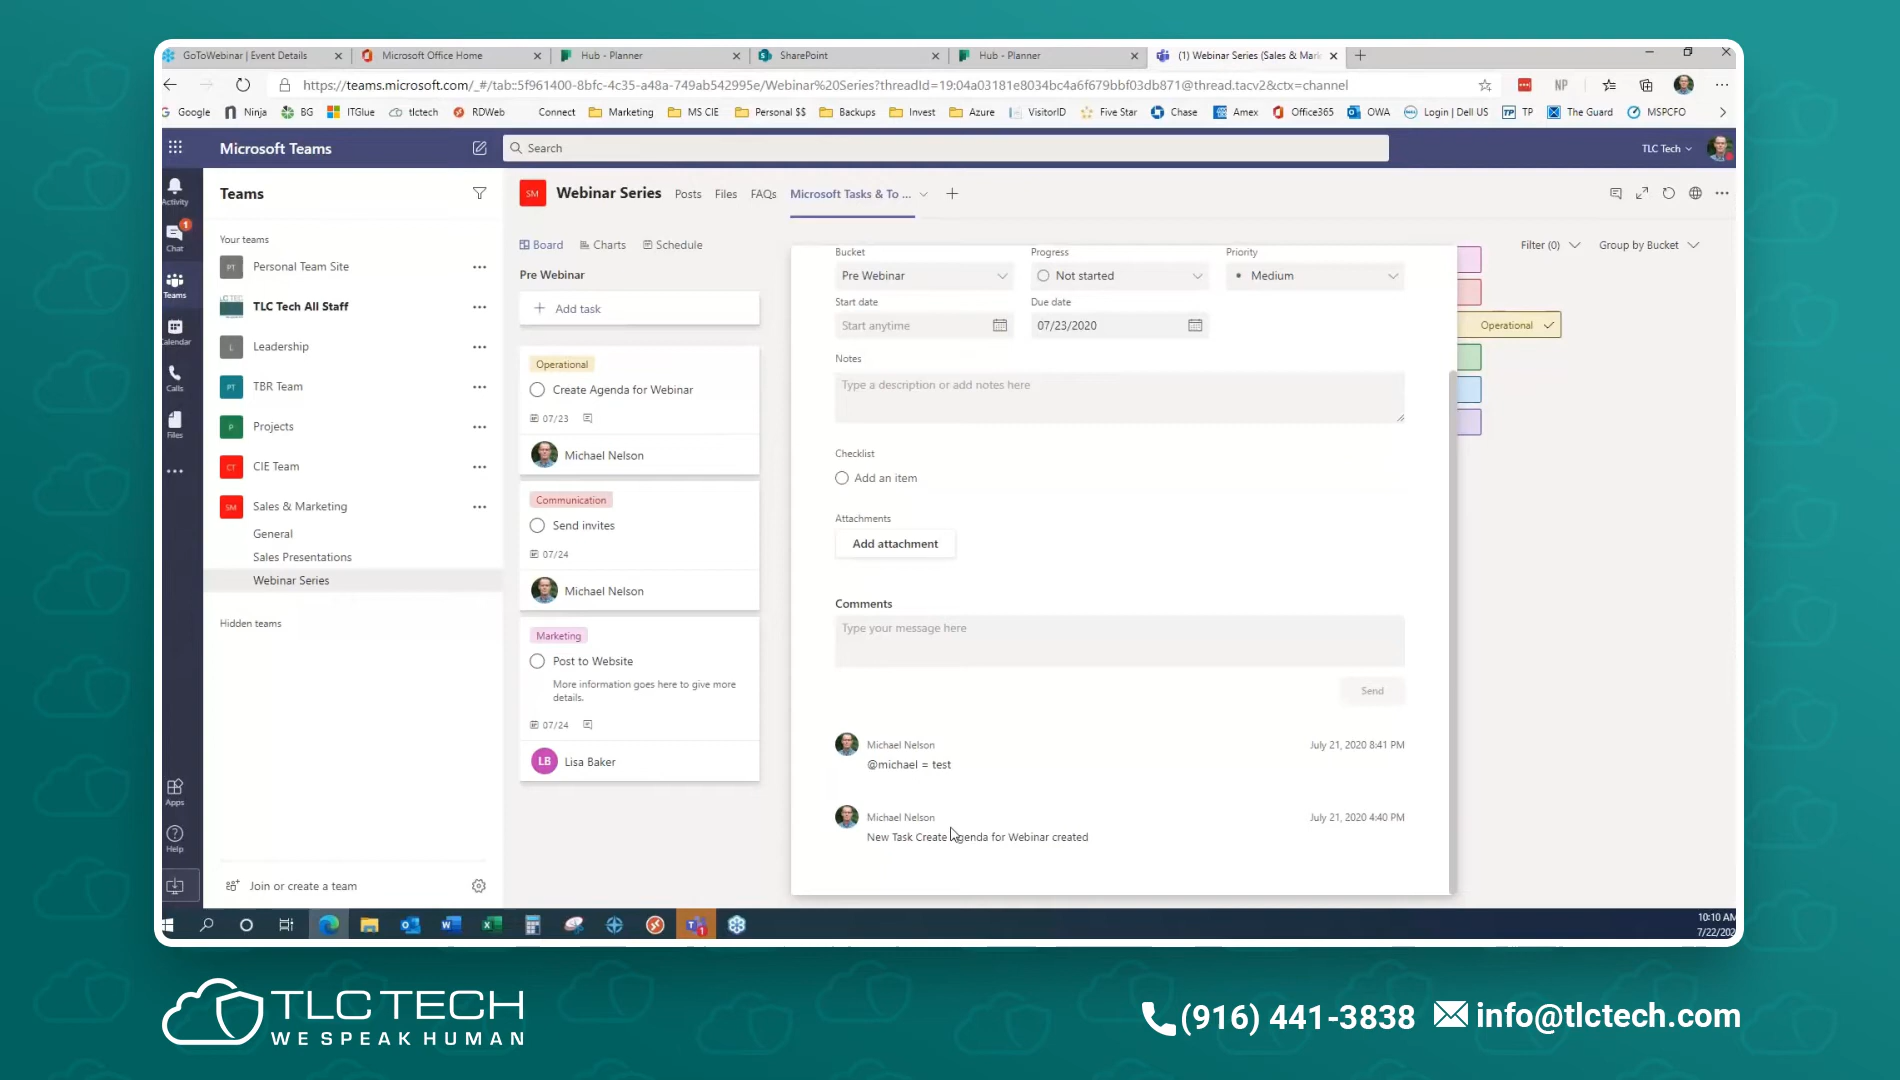 GoToWebinar | Event Details
Microsoft Office Home
Hub - Planner
SharePoint
Hub - Planner
(1) Webinar Series (Sales & Mark
https://teams.microsoft.com/_#/tab::5f961400-8bfc-4c35-a48a-749ab542995e/Webinar%20Series?threadId=19:04a03181e8034bc4a6f679bbf03db871@thread.tacv2&ctx=channel
NP
Google
Ninja
BG
ITGlue
tlctech
RDWeb
Connect
Marketing
MS CIE
Personal $$
Backups
Invest
Azure
VisitorID
Five Star
Chase
Amex
Office365
OWA
Login | Dell US
TP
TP
The Guard
MSPCFO
Microsoft Teams
Search
TLC Tech
Activity
1
Chat
Teams
Calendar
Calls
Files
Apps
Help
Teams
Your teams
PT Personal Team Site
TLC Tech All Staff
L Leadership
PT TBR Team
P Projects
CT CIE Team
SM Sales & Marketing
General
Sales Presentations
Webinar Series
Hidden teams
Join or create a team
SM Webinar Series
Posts
Files
FAQs
Microsoft Tasks & To ...
Board
Charts
Schedule
Filter (0)
Group by Bucket
Pre Webinar
Add task
Operational
Create Agenda for Webinar
07/23
Michael Nelson
Communication
Send invites
07/24
Michael Nelson
Marketing
Post to Website
More information goes here to give more
details.
07/24
LB Lisa Baker
Bucket
Progress
Priority
Pre Webinar
Not started
Medium
Start date
Due date
Start anytime
07/23/2020
Notes
Type a description or add notes here
Checklist
Add an item
Attachments
Add attachment
Comments
Type your message here
Send
Michael Nelson
July 21, 2020 8:41 PM
@michael = test
Michael Nelson
July 21, 2020 4:40 PM
New Task Create Agenda for Webinar created
Operational
10:10 AM
7/22/202
TLC TECH
WE SPEAK HUMAN
(916) 441-3838
info@tlctech.com